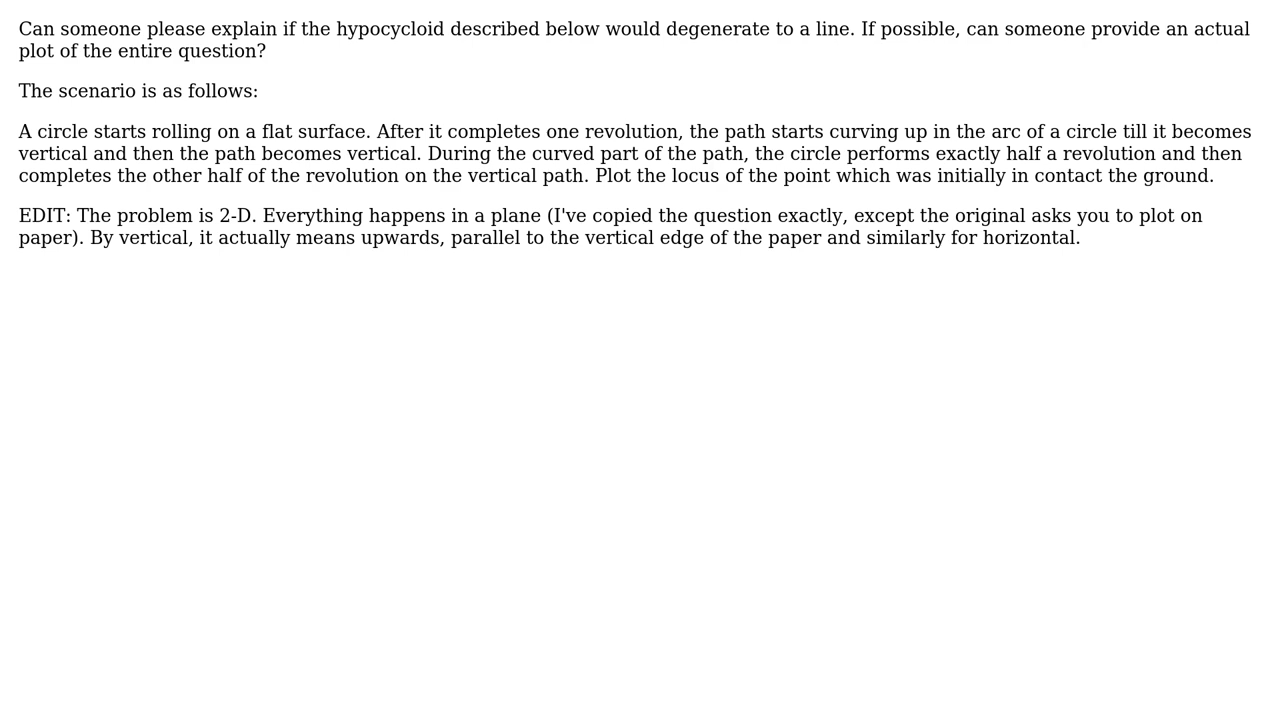 Can someone please explain if the hypocycloid described below would degenerate to a line. If possible, can someone provide an actual
plot of the entire question?
The scenario is as follows:
A circle starts rolling on a flat surface. After it completes one revolution, the path starts curving up in the arc of a circle till it becomes
vertical and then the path becomes vertical. During the curved part of the path, the circle performs exactly half a revolution and then
completes the other half of the revolution on the vertical path. Plot the locus of the point which was initially in contact the ground.
EDIT: The problem is 2-D. Everything happens in a plane (I've copied the question exactly, except the original asks you to plot on
paper). By vertical, it actually means upwards, parallel to the vertical edge of the paper and similarly for horizontal.